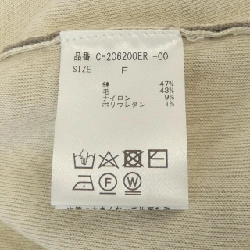 品番 C-206200ER -00
SIZE F
綿 47%
毛 43%
ナイロン 9%
ポリウレタン 1%